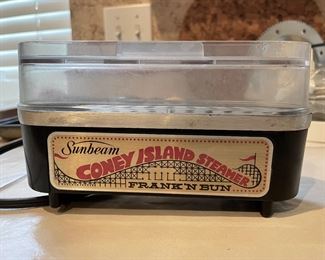 Sunbeam
CONEY ISLAND STEAMER
FRANK 'N BUN